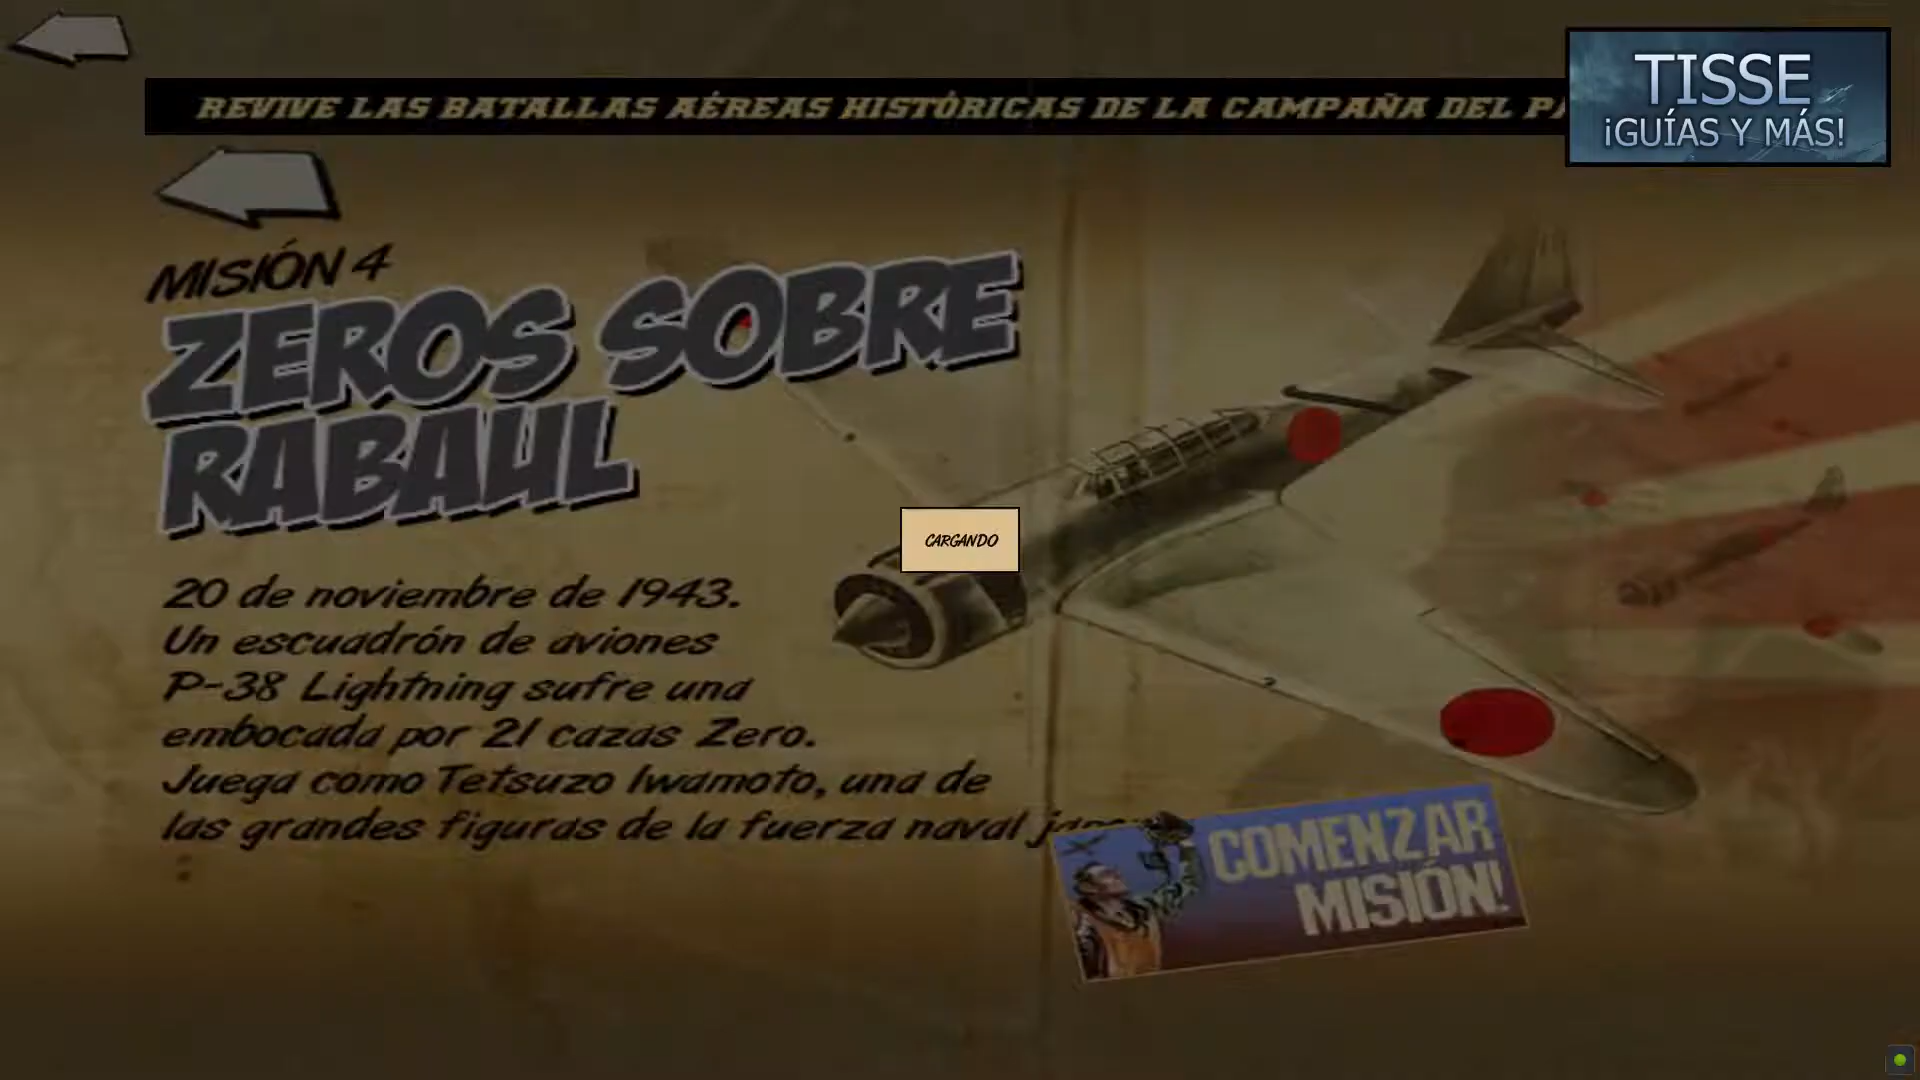 REVIVE LAS BATALLAS AÉREAS HISTÓRICAS DE LA CAMPAÑA DEL
TISSE
¡GUÍAS Y MÁS!
MISIÓN 4
ZEROS SOBRE
RABAUL
CARGANDO
20 de noviembre de 1943.
Un escuadrón de aviones
P-38 Lightning sufre una
embocada por 21 cazas Zero.
Juega como Tetsuzo Iwamoto, una de
las grandes figuras de la fuerza naval
COMENZAR
MISIÓN!